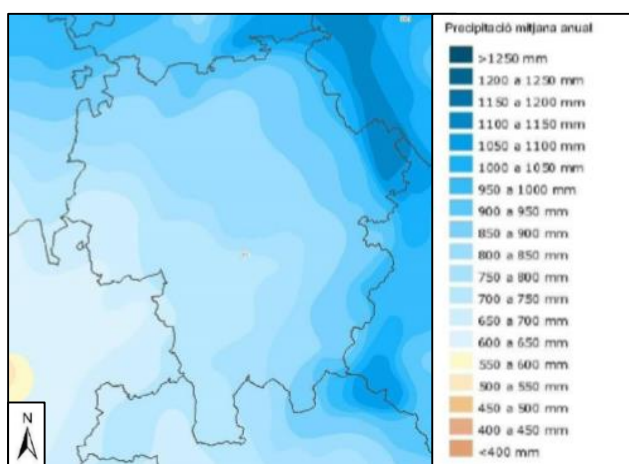 Precipitació mitjana anual
>1250 mm
1200 a 1250 mm
1150 a 1200 mm
1100 a 1150 mm
1050 a 1100 mm
1000 a 1050 mm
950 a 1000 mm
900 a 950 mm
850 a 900 mm
800 a 850 mm
750 a 800 mm
700 a 750 mm
650 a 700 mm
600 a 650 mm
550 a 600 mm
500 a 550 mm
450 a 500 mm
400 a 450 mm
<400 mm
N